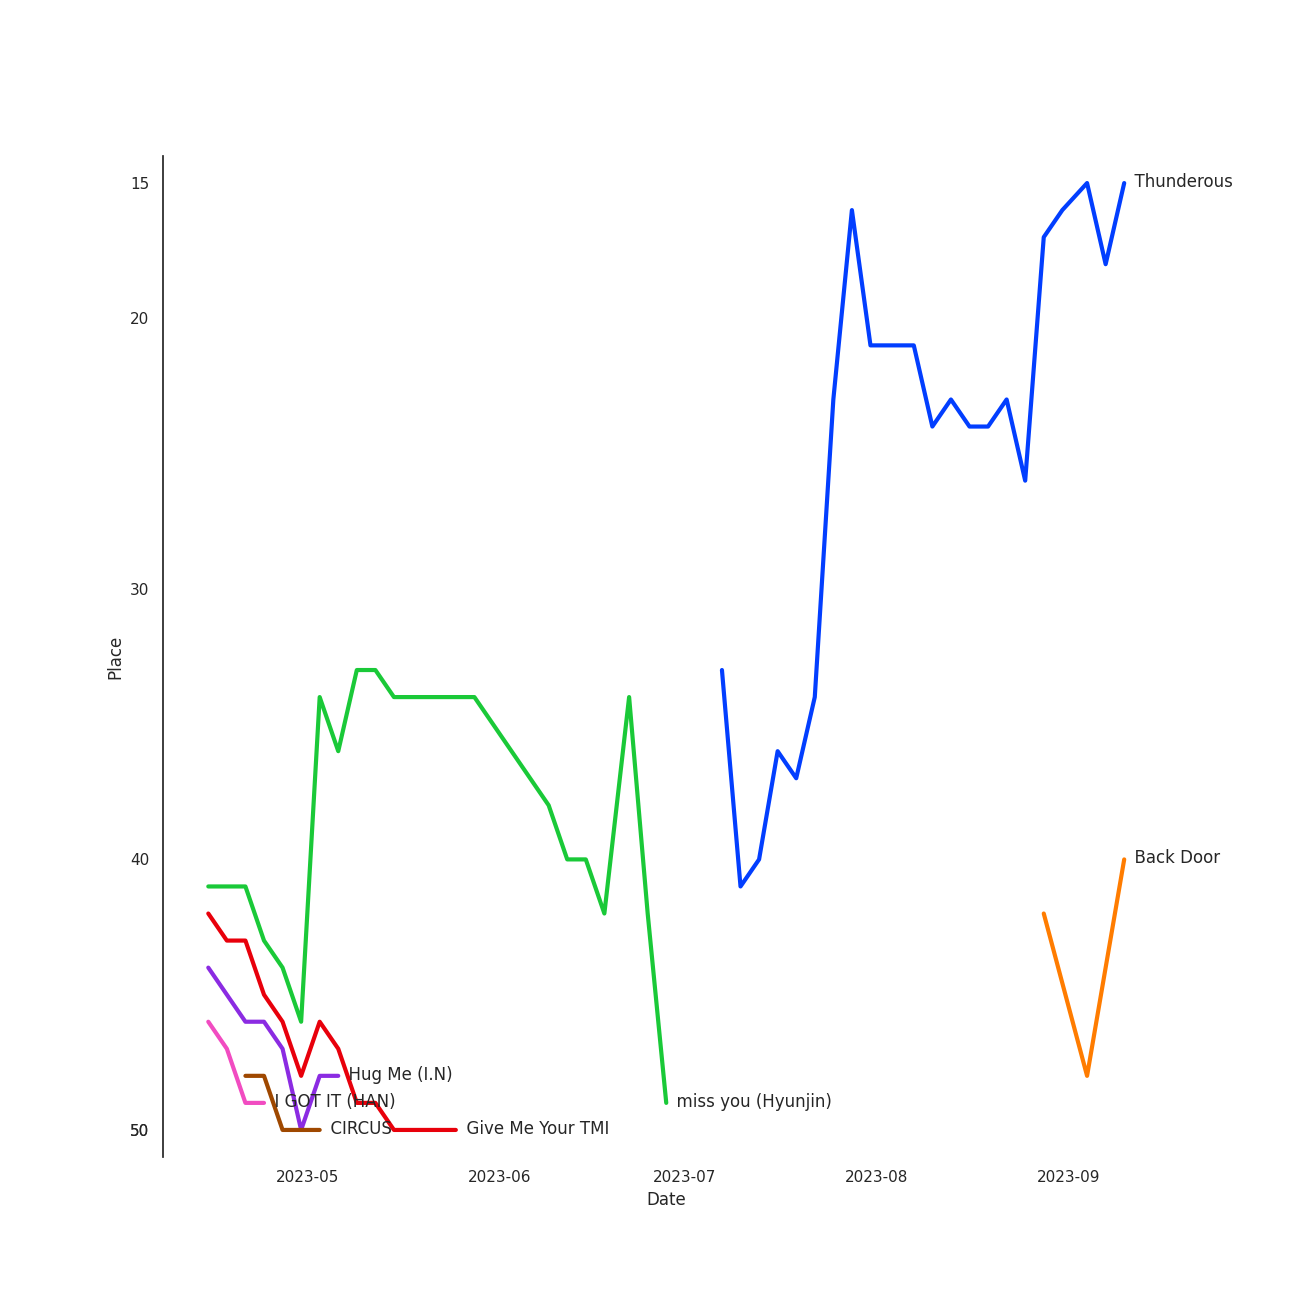 15
Thunderous
20
30
Place
40
Back Door
Hug Me (I.N)
I GOT IT (HAN)
miss you (Hyunjin)
50
CIRCUS
Give Me Your TMI
2023-05
2023-06
2023-07
2023-08
2023-09
Date